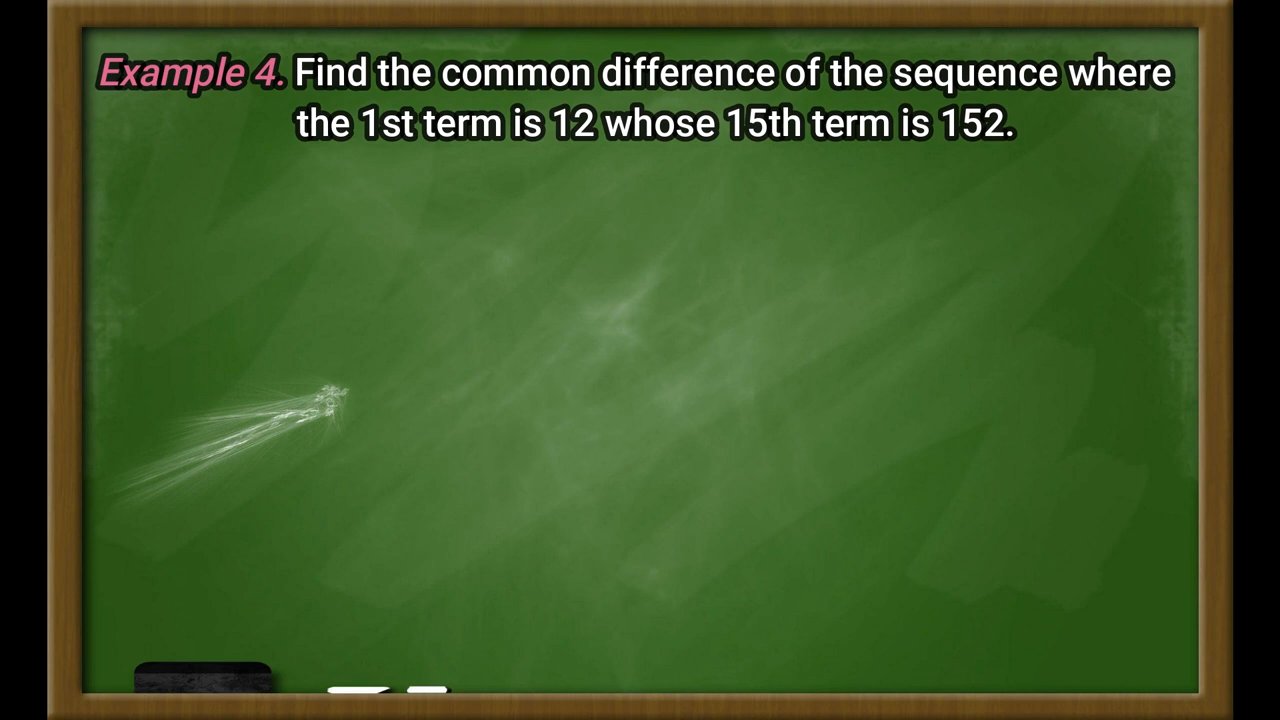 Example 4. Find the common difference of the sequence where
the 1st term is 12 whose 15th term is 152.